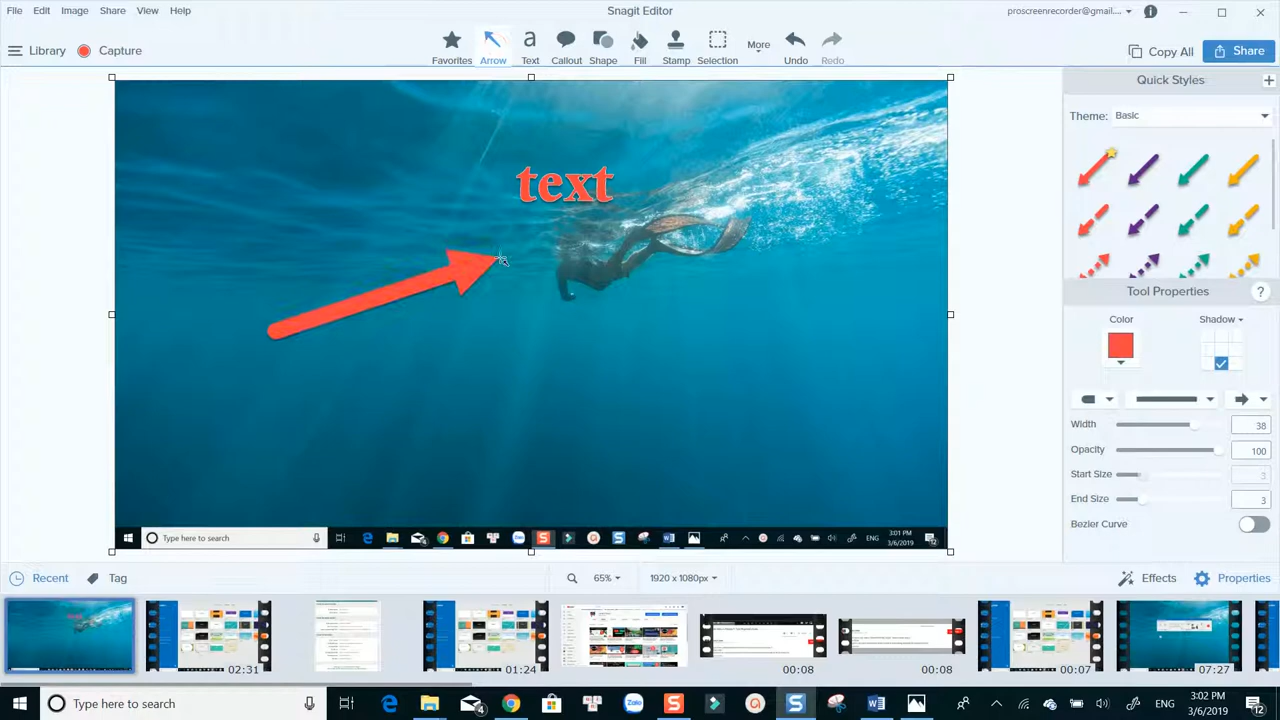 File Edit Image Share View Help
Snagit Editor
proscreenrecorder@gmail....
Library Capture
Favorites Arrow Text Callout Shape Fill Stamp Selection More Undo Redo
Copy All Share
Quick Styles
Theme: Basic
text
Tool Properties ?
Color Shadow
Width 38
Opacity 100
Start Size 3
End Size 3
Bezier Curve
Type here to search
ENG
3:01 PM
3/6/2019
Recent Tag
65% 1920 x 1080px
Effects Properties
02:31 01:24 00:08 00:08 00:07 07:27
Type here to search
ENG
3:02 PM
3/6/2019